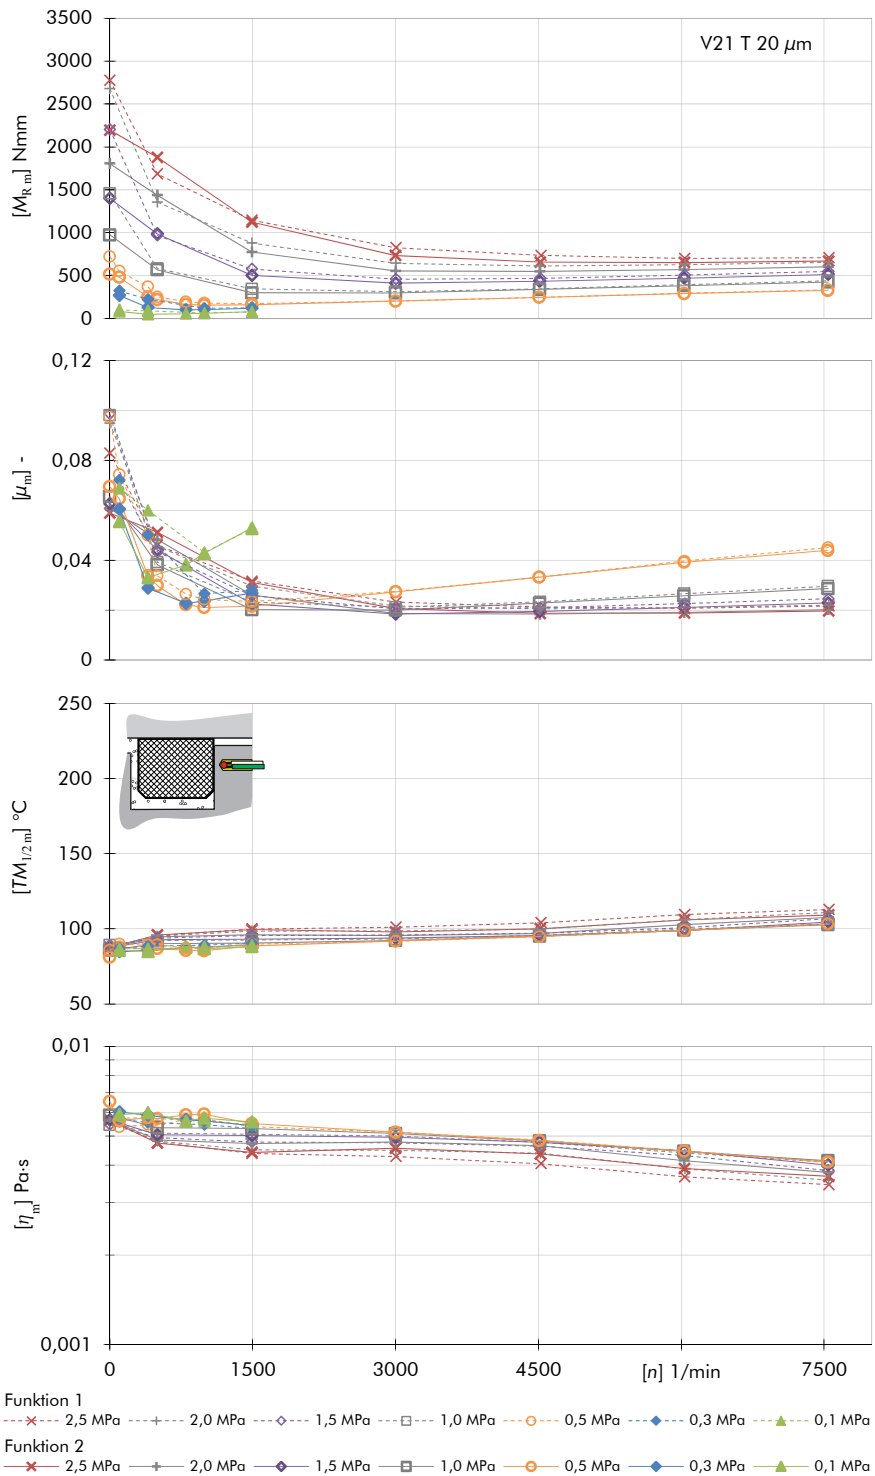 3500
V21 T 20 μm
3000
2500
2000
1500
1000
500
0
[M_R m] Nmm
0,12
0,08
0,04
0
[μ_m] -
250
200
150
100
50
[TM_1/2 m] °C
0,01
0,001
[η_m] Pa·s
0 1500 3000 4500 [n] 1/min 7500
Funktion 1
2,5 MPa 2,0 MPa 1,5 MPa 1,0 MPa 0,5 MPa 0,3 MPa 0,1 MPa
Funktion 2
2,5 MPa 2,0 MPa 1,5 MPa 1,0 MPa 0,5 MPa 0,3 MPa 0,1 MPa